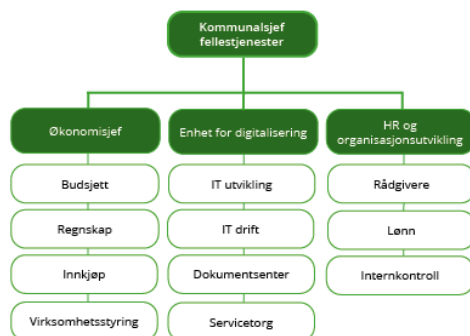 Kommunalsjef
fellestjenester
Økonomisjef
Budsjett
Regnskap
Innkjøp
Virksomhetsstyring
Enhet for digitalisering
IT utvikling
IT drift
Dokumentsenter
Servicetorg
HR og
organisasjonsutvikling
Rådgivere
Lønn
Internkontroll